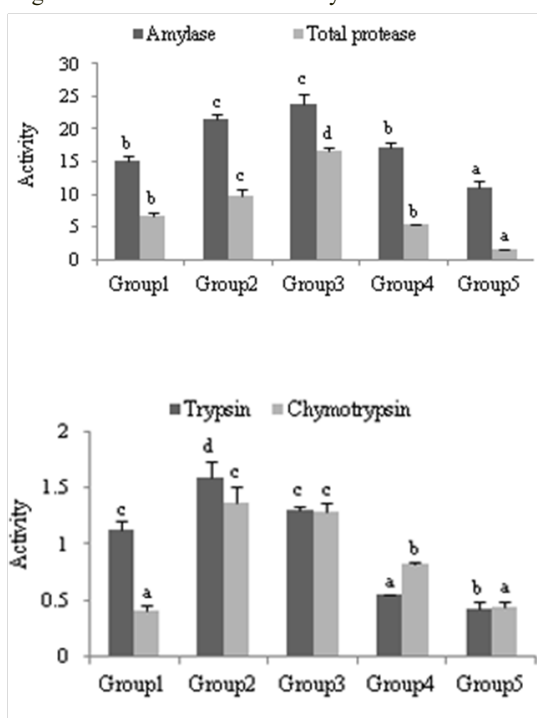 Amylase Total protease
30
25
20
15
10
5
0
Activity
b
b
c
c
c
d
b
b
a
a
Group1 Group2 Group3 Group4 Group5
Trypsin Chymotrypsin
2
1.5
1
0.5
0
Activity
c
a
d
c
c
c
a
b
b
a
Group1 Group2 Group3 Group4 Group5